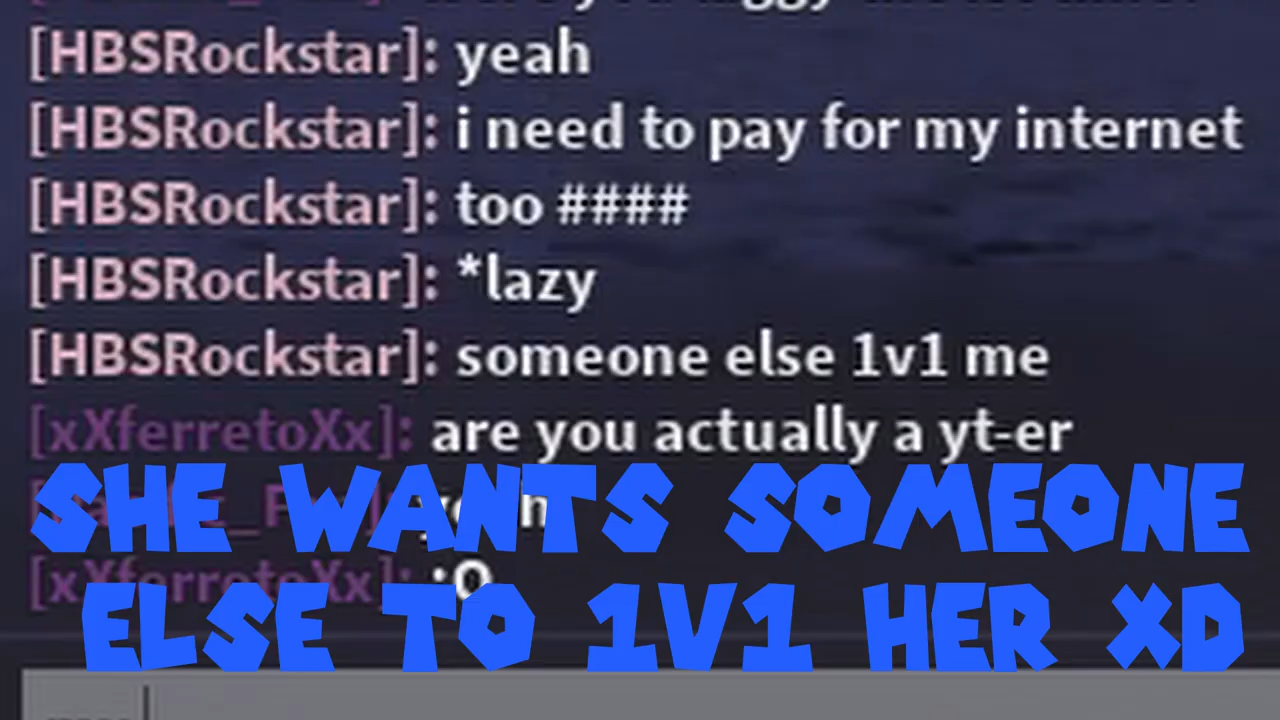 [HBSRockstar]: yeah
[HBSRockstar]: i need to pay for my internet
[HBSRockstar]: too ####
[HBSRockstar]: *lazy
[HBSRockstar]: someone else 1v1 me
[xXferretoXx]: are you actually a yt-er
SHE WANTS SOMEONE
[xXferretoXx]: :O
ELSE TO 1V1 HER XD